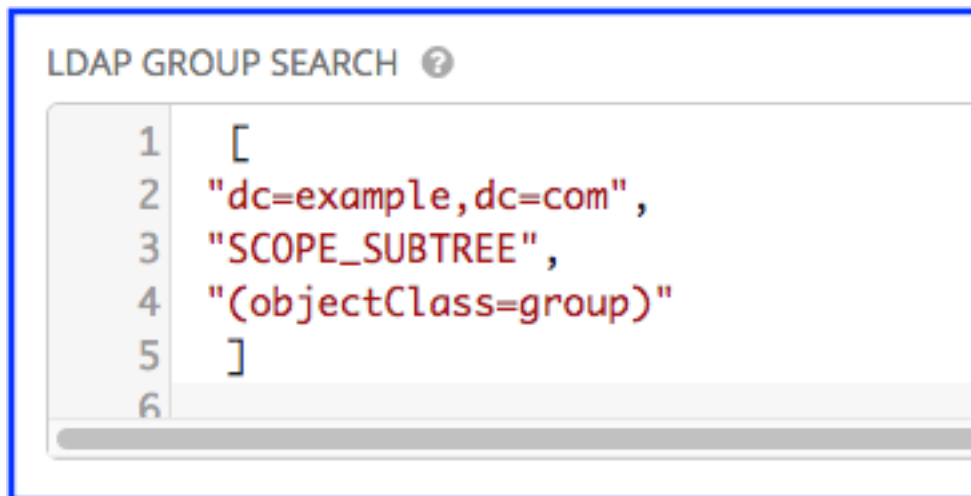 LDAP GROUP SEARCH ?
1 [
2 "dc=example,dc=com",
3 "SCOPE_SUBTREE",
4 "(objectClass=group)"
5 ]
6